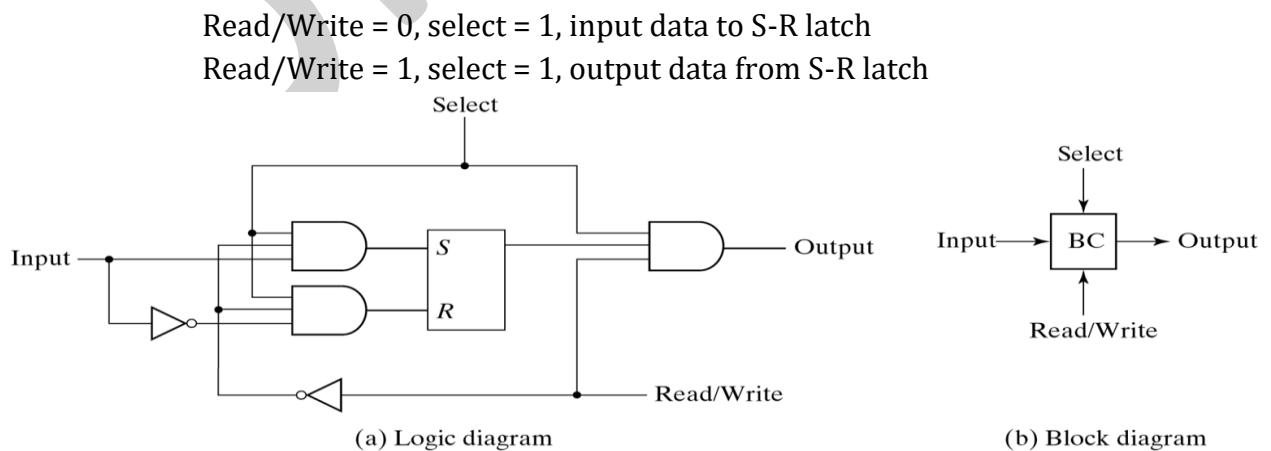 Read/Write = 0, select = 1, input data to S-R latch
Read/Write = 1, select = 1, output data from S-R latch
Select
Input
S
R
Output
Read/Write
(a) Logic diagram
Select
Input
BC
Output
Read/Write
(b) Block diagram